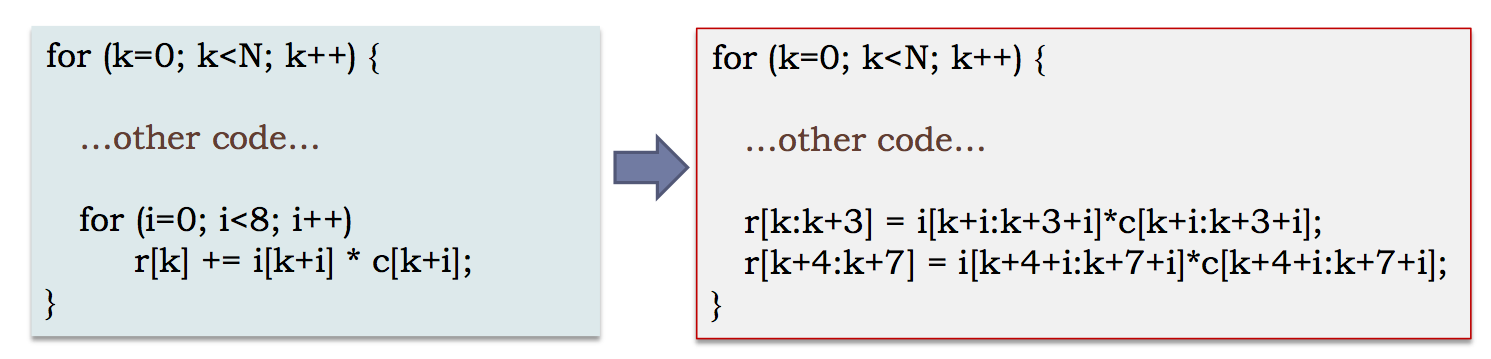 for (k=0; k<N; k++) {
…other code…
for (i=0; i<8; i++)
r[k] += i[k+i] * c[k+i];
}
for (k=0; k<N; k++) {
…other code…
r[k:k+3] = i[k+i:k+3+i]*c[k+i:k+3+i];
r[k+4:k+7] = i[k+4+i:k+7+i]*c[k+4+i:k+7+i];
}